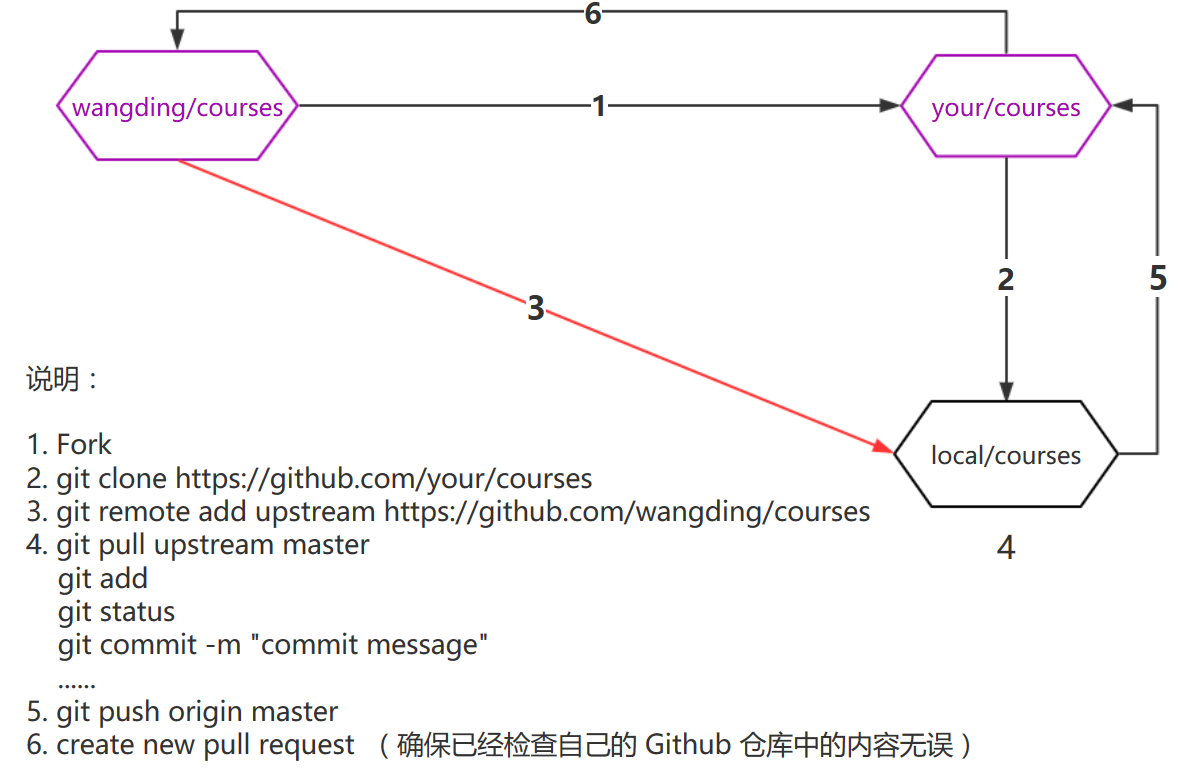 6
wangding/courses
1
your/courses
2
5
3
说明：
local/courses
4
1. Fork
2. git clone https://github.com/your/courses
3. git remote add upstream https://github.com/wangding/courses
4. git pull upstream master
git add
git status
git commit -m "commit message"
......
5. git push origin master
6. create new pull request （确保已经检查自己的 Github 仓库中的内容无误）